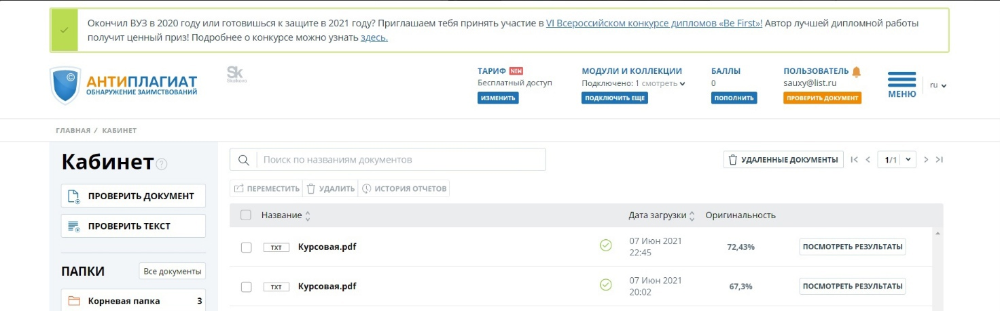 Окончил ВУЗ в 2020 году или готовишься к защите в 2021 году? Приглашаем тебя принять участие в VI Всероссийском конкурсе дипломов «Be First»! Автор лучшей дипломной работы
получит ценный приз! Подробнее о конкурсе можно узнать здесь.
©
АНТИПЛАГИАТ
ОБНАРУЖЕНИЕ ЗАИМСТВОВАНИЙ
Sk
Skolkovo
ТАРИФ NEW
Бесплатный доступ
ИЗМЕНИТЬ
МОДУЛИ И КОЛЛЕКЦИИ
Подключено: 1 смотреть
ПОДКЛЮЧИТЬ ЕЩЕ
БАЛЛЫ
0
ПОПОЛНИТЬ
ПОЛЬЗОВАТЕЛЬ
sauxy@list.ru
ПРОВЕРИТЬ ДОКУМЕНТ
МЕНЮ
ru
ГЛАВНАЯ / КАБИНЕТ
Кабинет ?
ПРОВЕРИТЬ ДОКУМЕНТ
ПРОВЕРИТЬ ТЕКСТ
ПАПКИ Все документы
Корневая папка 3
Поиск по названиям документов
УДАЛЕННЫЕ ДОКУМЕНТЫ 1/1
ПЕРЕМЕСТИТЬ УДАЛИТЬ ИСТОРИЯ ОТЧЕТОВ
Название Дата загрузки Оригинальность
TXT Курсовая.pdf 07 Июн 2021 22:45 72,43% ПОСМОТРЕТЬ РЕЗУЛЬТАТЫ
TXT Курсовая.pdf 07 Июн 2021 20:02 67,3% ПОСМОТРЕТЬ РЕЗУЛЬТАТЫ